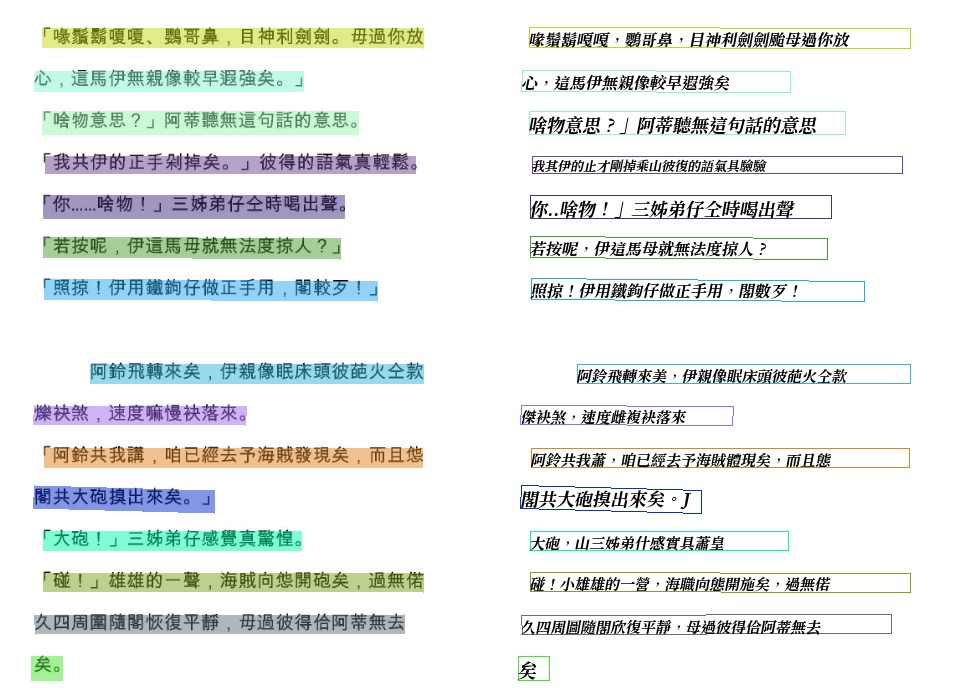 「喙鬚鬍嗄嗄、鸚哥鼻，目神利劍劍。毋過你放
心，這馬伊無親像較早遐強矣。」
「啥物意思？」阿蒂聽無這句話的意思。
「我共伊的正手剁掉矣。」彼得的語氣真輕鬆。
「你……啥物！」三姊弟仔仝時喝出聲。
「若按呢，伊這馬毋就無法度掠人？」
「照掠！伊用鐵鉤仔做正手用，閣較歹！」
阿鈴飛轉來矣，伊親像眠床頭彼葩火仝款
爍袂煞，速度嘛慢袂落來。
「阿鈴共我講，咱已經去予海賊發現矣，而且怹
閣共大砲摸出來矣。」
「大砲！」三姊弟仔感覺真驚惶。
「碰！」雄雄的一聲，海賊向怹開砲矣，過無偌
久四周圍隨閣恢復平靜，毋過彼得佮阿蒂無去
矣。
喙鬚鬍嗄嗄，鸚哥鼻，目神利劍劍颱母過你放
心，這馬伊無親像較早遐強矣
啥物意思？」阿蒂聽無這句話的意思
我其伊的止才剛掉乘山彼復的語氣具驗驗
你..啥物！」三姊弟仔仝時喝出聲
若按呢，伊這馬母就無法度掠人？
照掠！伊用鐵鉤仔做正手用，閣數歹！
阿鈴飛轉來美，伊親像眠床頭彼葩火仝款
傑袂煞，速度雌複袂落來
阿鈴共我蕭，咱已經去予海賊體現矣，而且態
閣共大砲摸出來矣。J
大砲，山三姊弟什感實具蕭皇
碰！小雄雄的一營，海職向態開施矣，過無偌
久四周圖隨閣欣復平靜，母過彼得佮阿蒂無去
矣